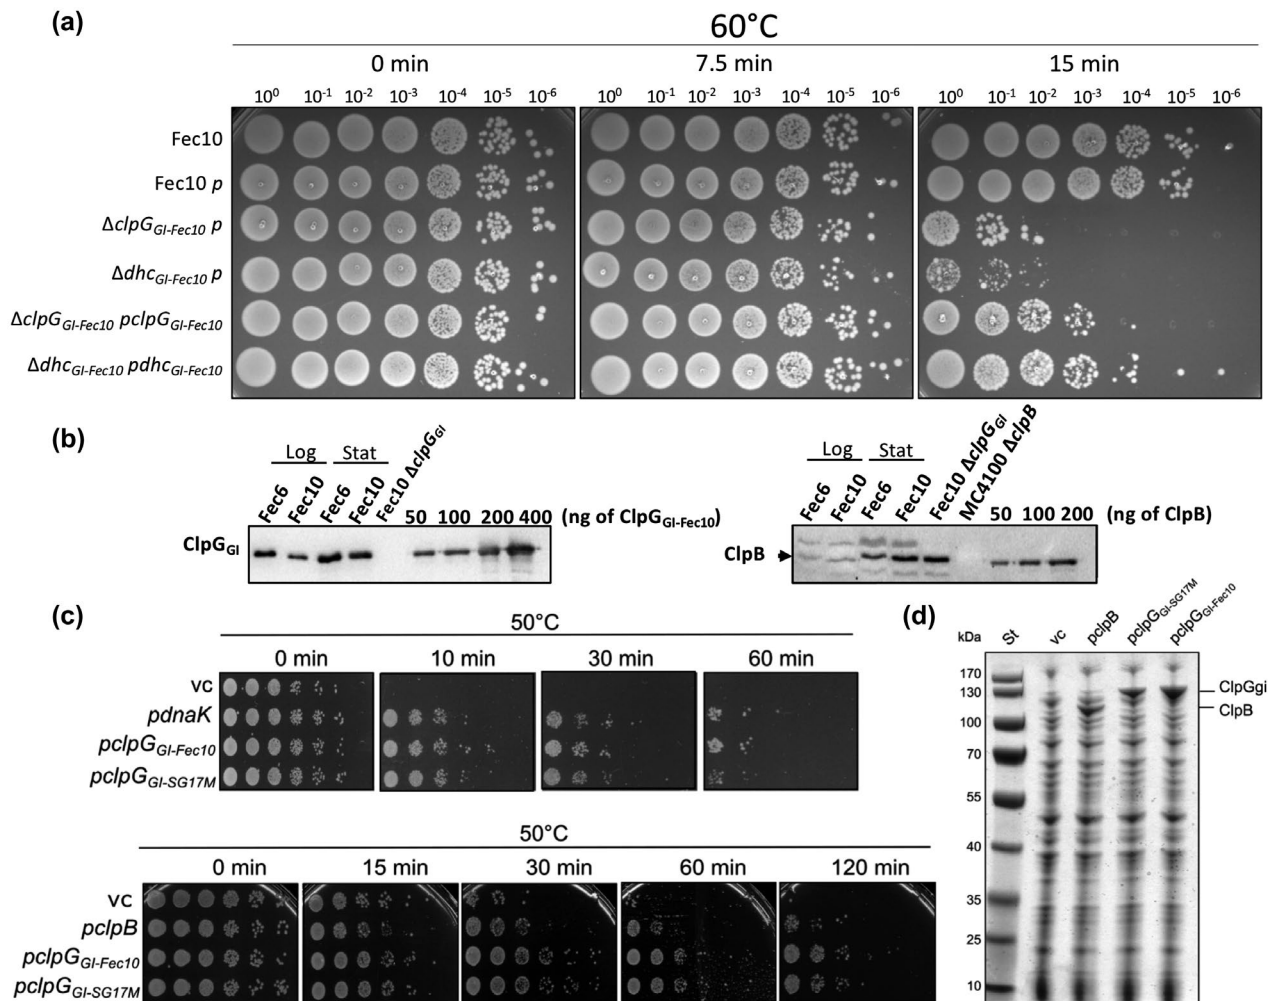 (a)
60°C
0 min 7.5 min 15 min
10⁰ 10⁻¹ 10⁻² 10⁻³ 10⁻⁴ 10⁻⁵ 10⁻⁶ 10⁰ 10⁻¹ 10⁻² 10⁻³ 10⁻⁴ 10⁻⁵ 10⁻⁶ 10⁰ 10⁻¹ 10⁻² 10⁻³ 10⁻⁴ 10⁻⁵ 10⁻⁶
Fec10
Fec10 p
ΔclpG_GI-Fec10 p
Δdhc_GI-Fec10 p
ΔclpG_GI-Fec10 pclpG_GI-Fec10
Δdhc_GI-Fec10 pdhc_GI-Fec10
(b)
Log Stat
Fec6 Fec10 Fec6 Fec10 Fec10 ΔclpG_GI 50 100 200 400 (ng of ClpG_GI-Fec10)
ClpG_GI
Log Stat
Fec6 Fec10 Fec6 Fec10 Fec10 ΔclpG_GI MC4100 ΔclpB 50 100 200 (ng of ClpB)
ClpB
(c)
50°C
0 min 10 min 30 min 60 min
vc
pdnaK
pclpG_GI-Fec10
pclpG_GI-SG17M
50°C
0 min 15 min 30 min 60 min 120 min
vc
pclpB
pclpG_GI-Fec10
pclpG_GI-SG17M
(d)
kDa St vc pclpB pclpG_GI-SG17M pclpG_GI-Fec10
170
130
100
70
55
40
35
25
10
ClpGgi
ClpB